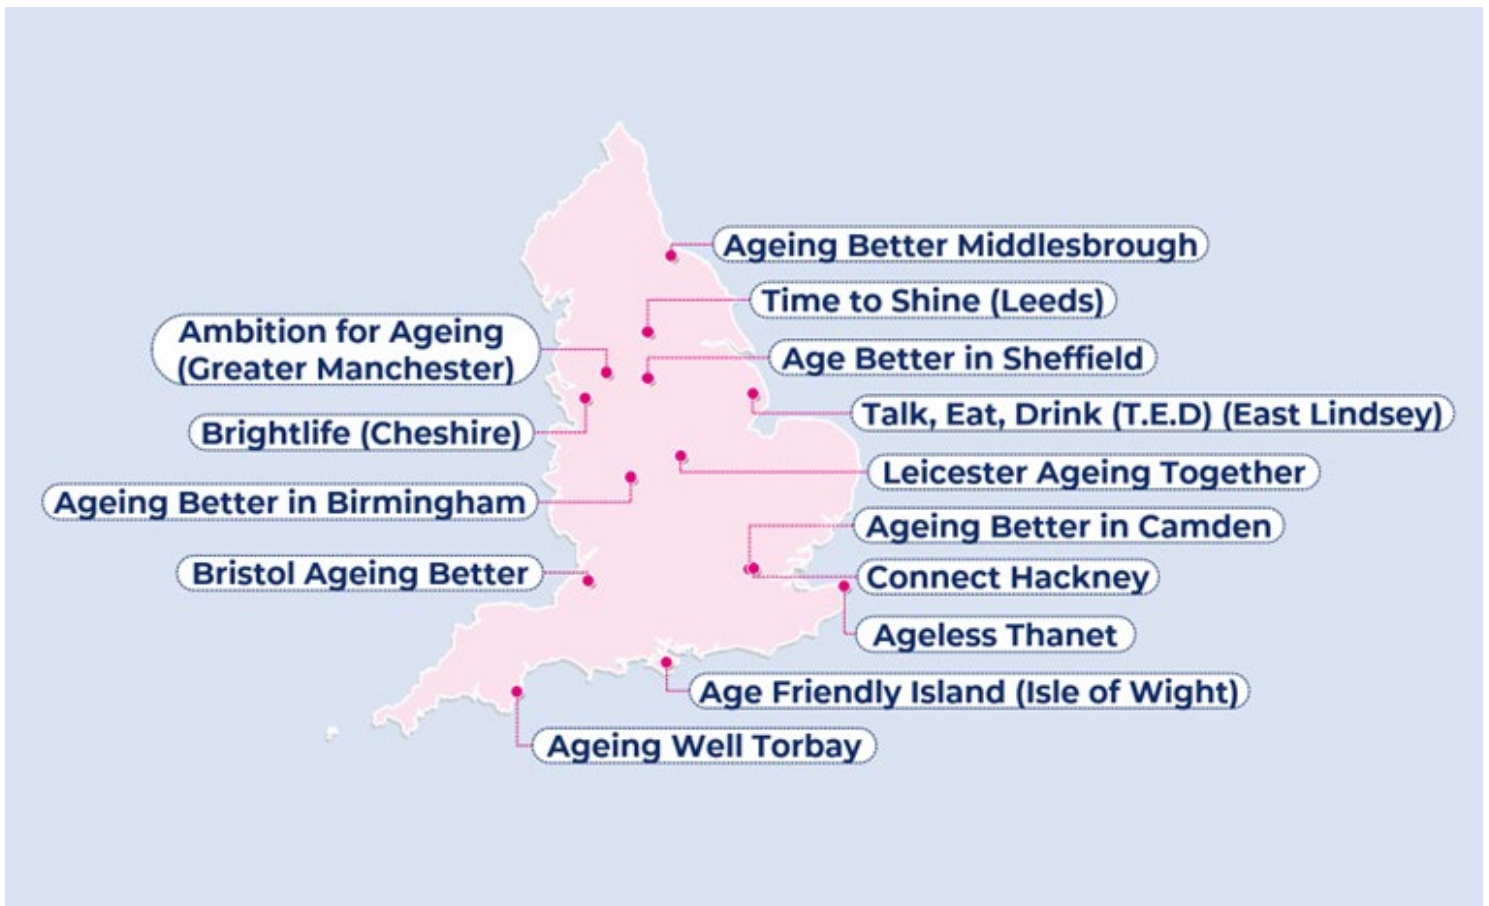 Ageing Better Middlesbrough
Time to Shine (Leeds)
Ambition for Ageing
(Greater Manchester)
Age Better in Sheffield
Talk, Eat, Drink (T.E.D) (East Lindsey)
Brightlife (Cheshire)
Leicester Ageing Together
Ageing Better in Birmingham
Ageing Better in Camden
Bristol Ageing Better
Connect Hackney
Ageless Thanet
Age Friendly Island (Isle of Wight)
Ageing Well Torbay